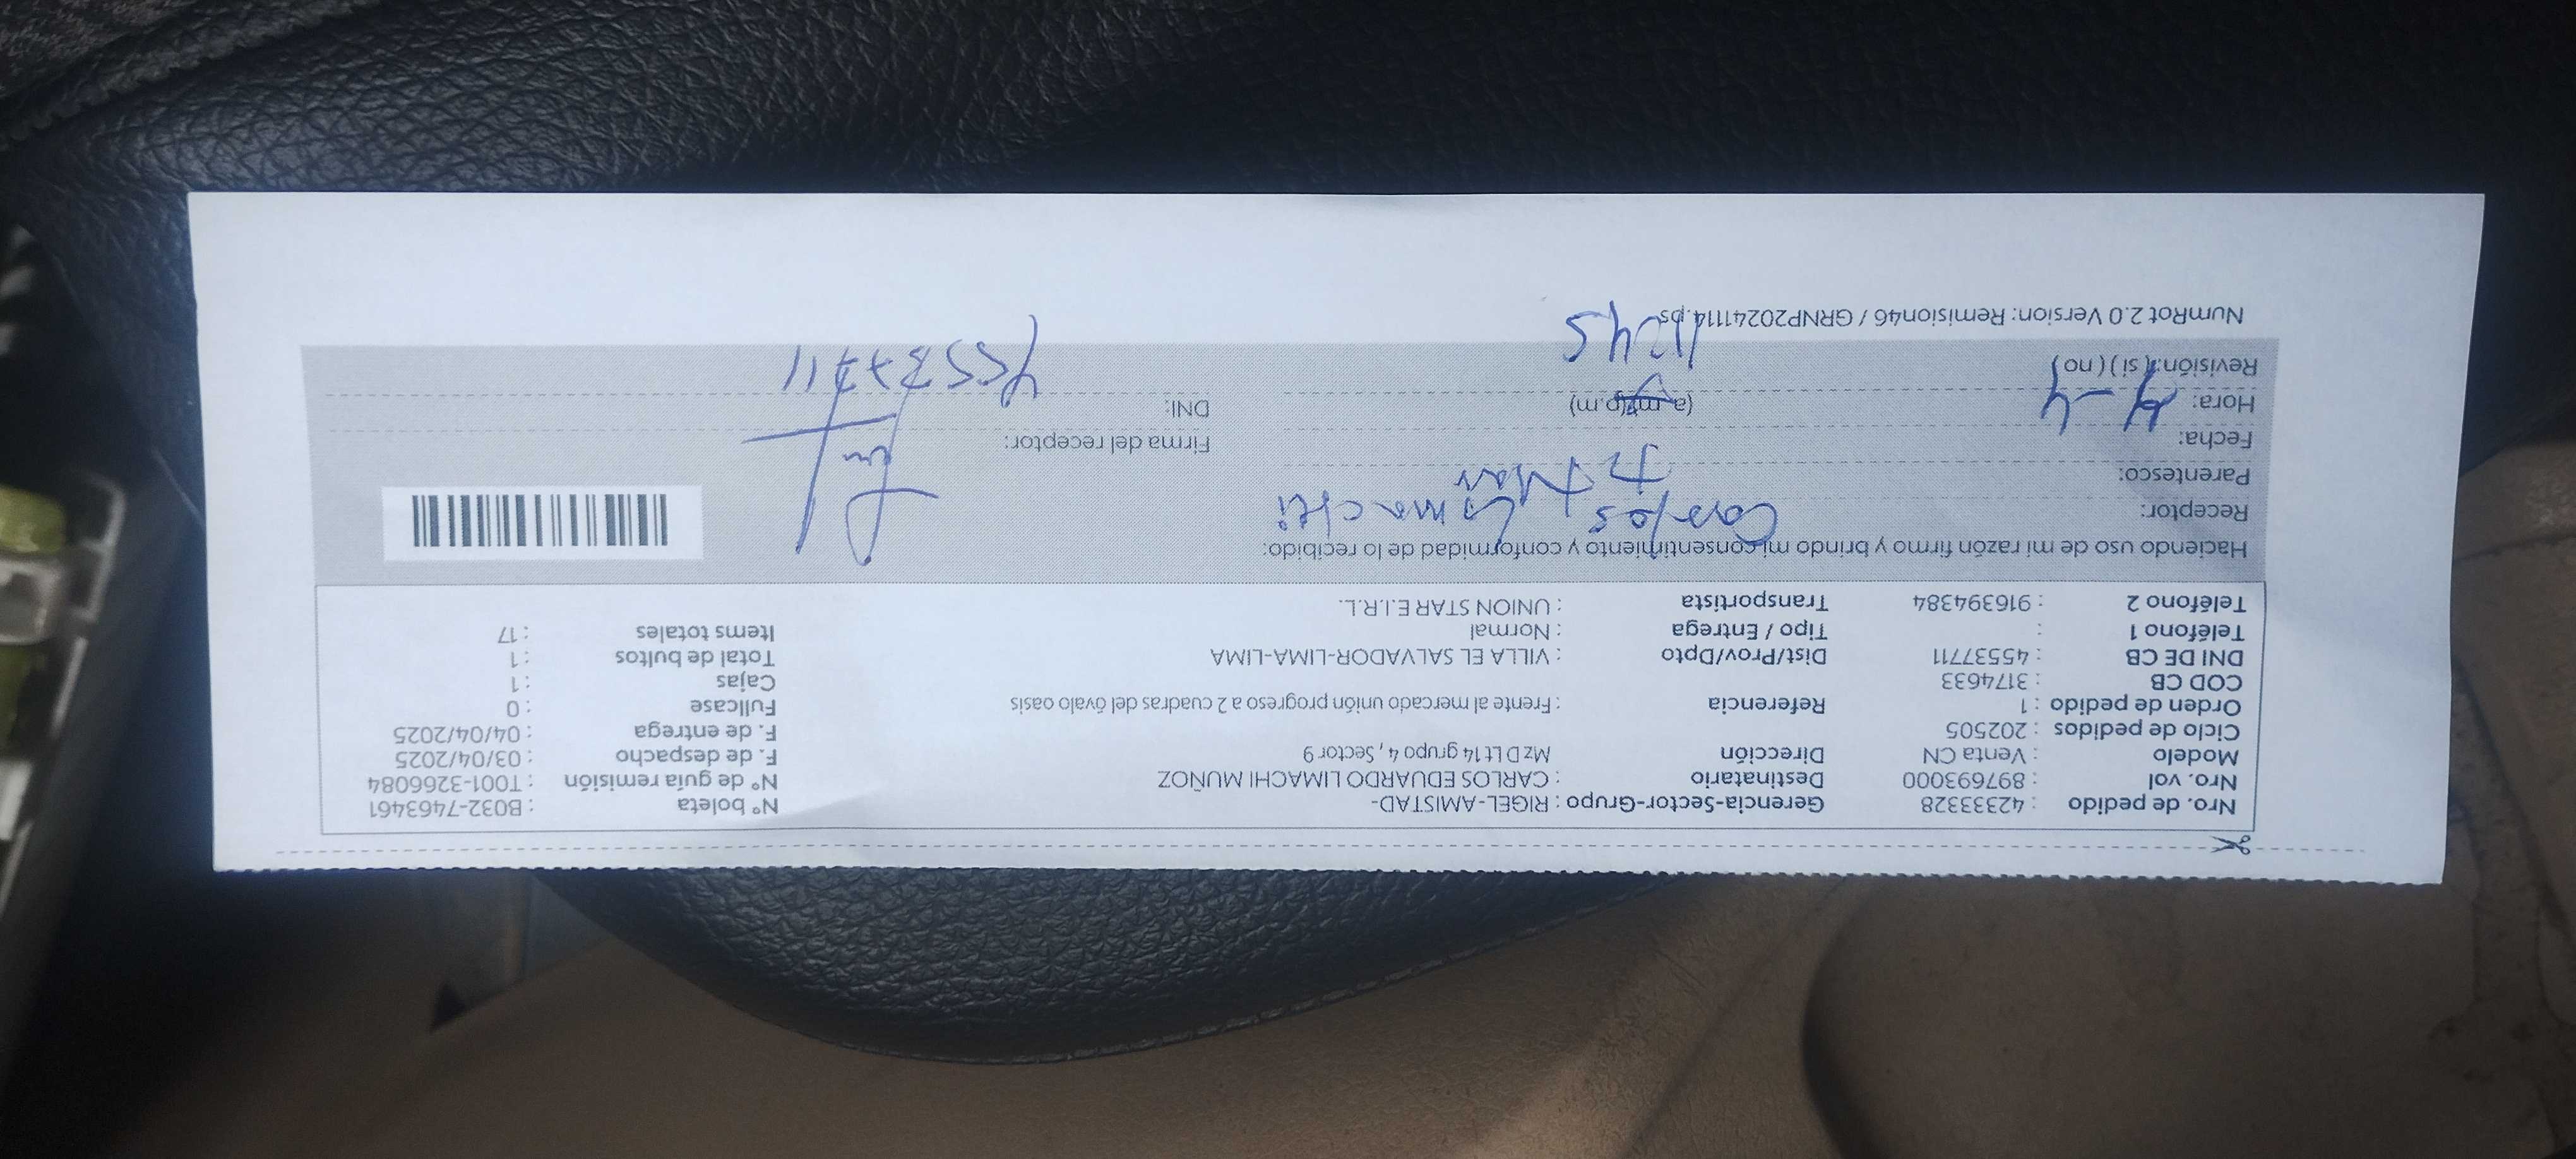 Nro. de pedido : 42333328 Gerencia-Sector-Grupo : RIGEL-AMISTAD- N° boleta : B032-7463461
Nro. vol : 897693000 Destinatario : CARLOS EDUARDO LIMACHI MUÑOZ N° de guía remisión : T001-3266084
Modelo : Venta CN Dirección Mz D Lt 14 grupo 4 , Sector 9 F. de despacho : 03/04/2025
Ciclo de pedidos : 202505 F. de entrega : 04/04/2025
Orden de pedido : 1 Referencia : Frente al mercado unión progreso a 2 cuadras del óvalo oasis Fullcase : 0
COD CB : 3174633 Cajas : 1
DNI DE CB : 45537711 Dist/Prov/Dpto : VILLA EL SALVADOR-LIMA-LIMA Total de bultos : 1
Teléfono 1 : Tipo / Entrega : Normal Items totales : 17
Teléfono 2 : 916394384 Transportista : UNION STAR E.I.R.L.
Haciendo uso de mi razón firmo y brindo mi consentimiento y conformidad de lo recibido:
Receptor: Carlos Limachi
Parentesco: Titular
Fecha: 4-4
Firma del receptor:
Hora: (a.m) (p.m) 11:45
DNI: 45537711
Revisión: ( si ) ( no )
NumRot 2.0 Version: Remision46 / GRNP20241114.ps